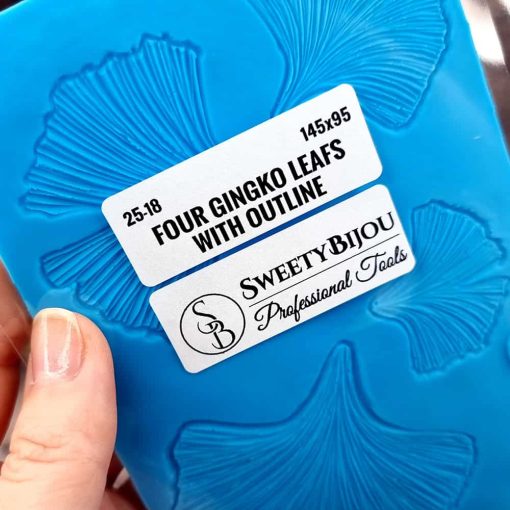 25-18
145x95
FOUR GINGKO LEAFS
WITH OUTLINE
SB
SWEETYBIJOU
Professional Tools